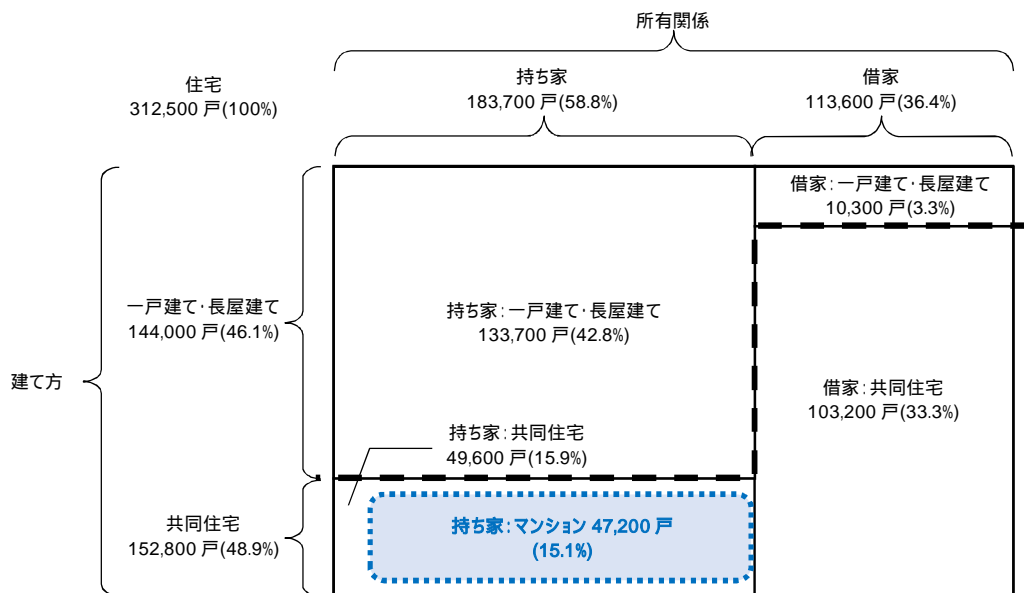 所有関係
住宅
312,500 戸(100%)
持ち家
183,700 戸(58.8%)
借家
113,600 戸(36.4%)
借家：一戸建て・長屋建て
10,300 戸(3.3%)
一戸建て・長屋建て
144,000 戸(46.1%)
持ち家：一戸建て・長屋建て
133,700 戸(42.8%)
建て方
借家：共同住宅
103,200 戸(33.3%)
持ち家：共同住宅
49,600 戸(15.9%)
共同住宅
152,800 戸(48.9%)
持ち家：マンション 47,200 戸
(15.1%)